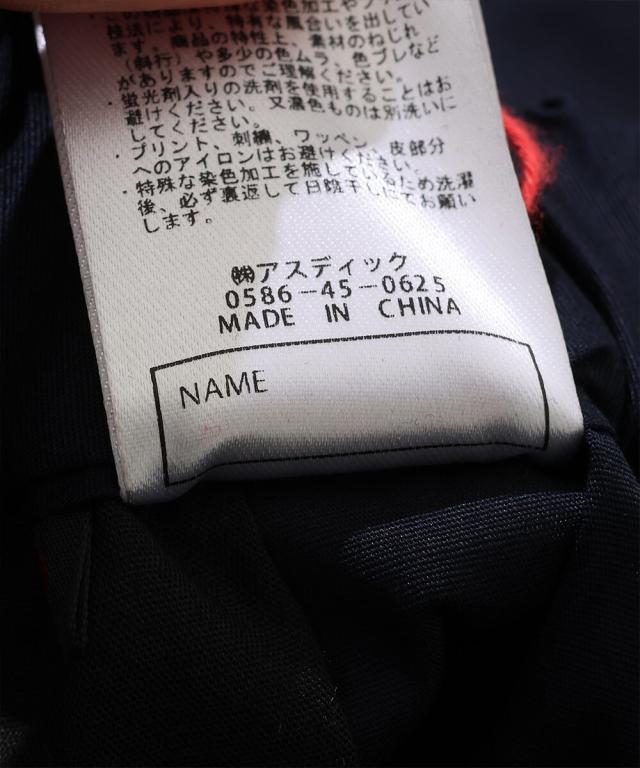 技法により、特有な風合いを出してい
ます。商品の特性上、素材のねじれ
(斜行)や多少の色ムラ、色ブレなど
がありますのでご理解ください。
・蛍光剤入りの洗剤を使用することはお
避けください。又濃色ものは別洗いに
してください。
・プリント、刺繍、ワッペン、皮部分
へのアイロンはお避けください。
・特殊な染色加工を施しているため洗濯
後、必ず裏返して日陰干しにてお願い
します。
㈱アスディック
0586-45-0625
MADE IN CHINA
NAME